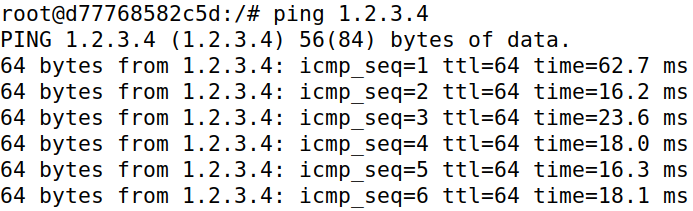 root@d77768582c5d:/# ping 1.2.3.4
PING 1.2.3.4 (1.2.3.4) 56(84) bytes of data.
64 bytes from 1.2.3.4: icmp_seq=1 ttl=64 time=62.7 ms
64 bytes from 1.2.3.4: icmp_seq=2 ttl=64 time=16.2 ms
64 bytes from 1.2.3.4: icmp_seq=3 ttl=64 time=23.6 ms
64 bytes from 1.2.3.4: icmp_seq=4 ttl=64 time=18.0 ms
64 bytes from 1.2.3.4: icmp_seq=5 ttl=64 time=16.3 ms
64 bytes from 1.2.3.4: icmp_seq=6 ttl=64 time=18.1 ms